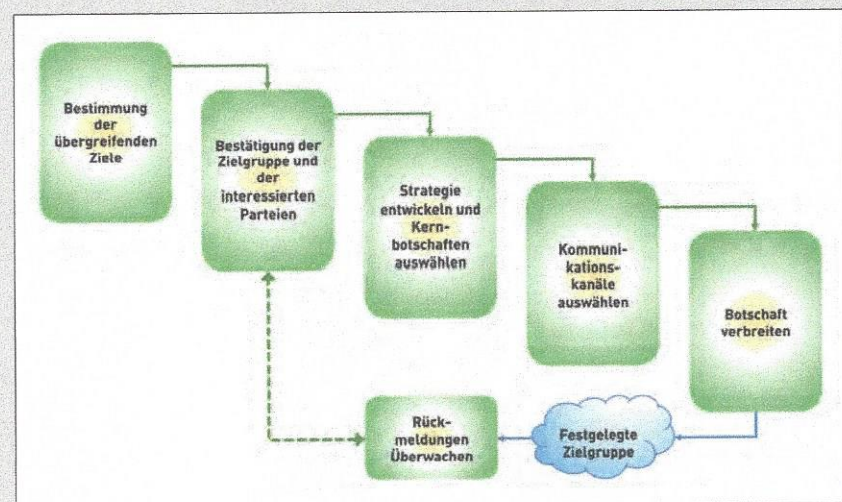 Bestimmung
der
übergreifenden
Ziele
Bestätigung der
Zielgruppe und
der
interessierten
Parteien
Strategie
entwickeln und
Kern-
botschaften
auswählen
Kommuni-
kations-
kanäle
auswählen
Botschaft
verbreiten
Rück-
meldungen
Überwachen
Festgelegte
Zielgruppe